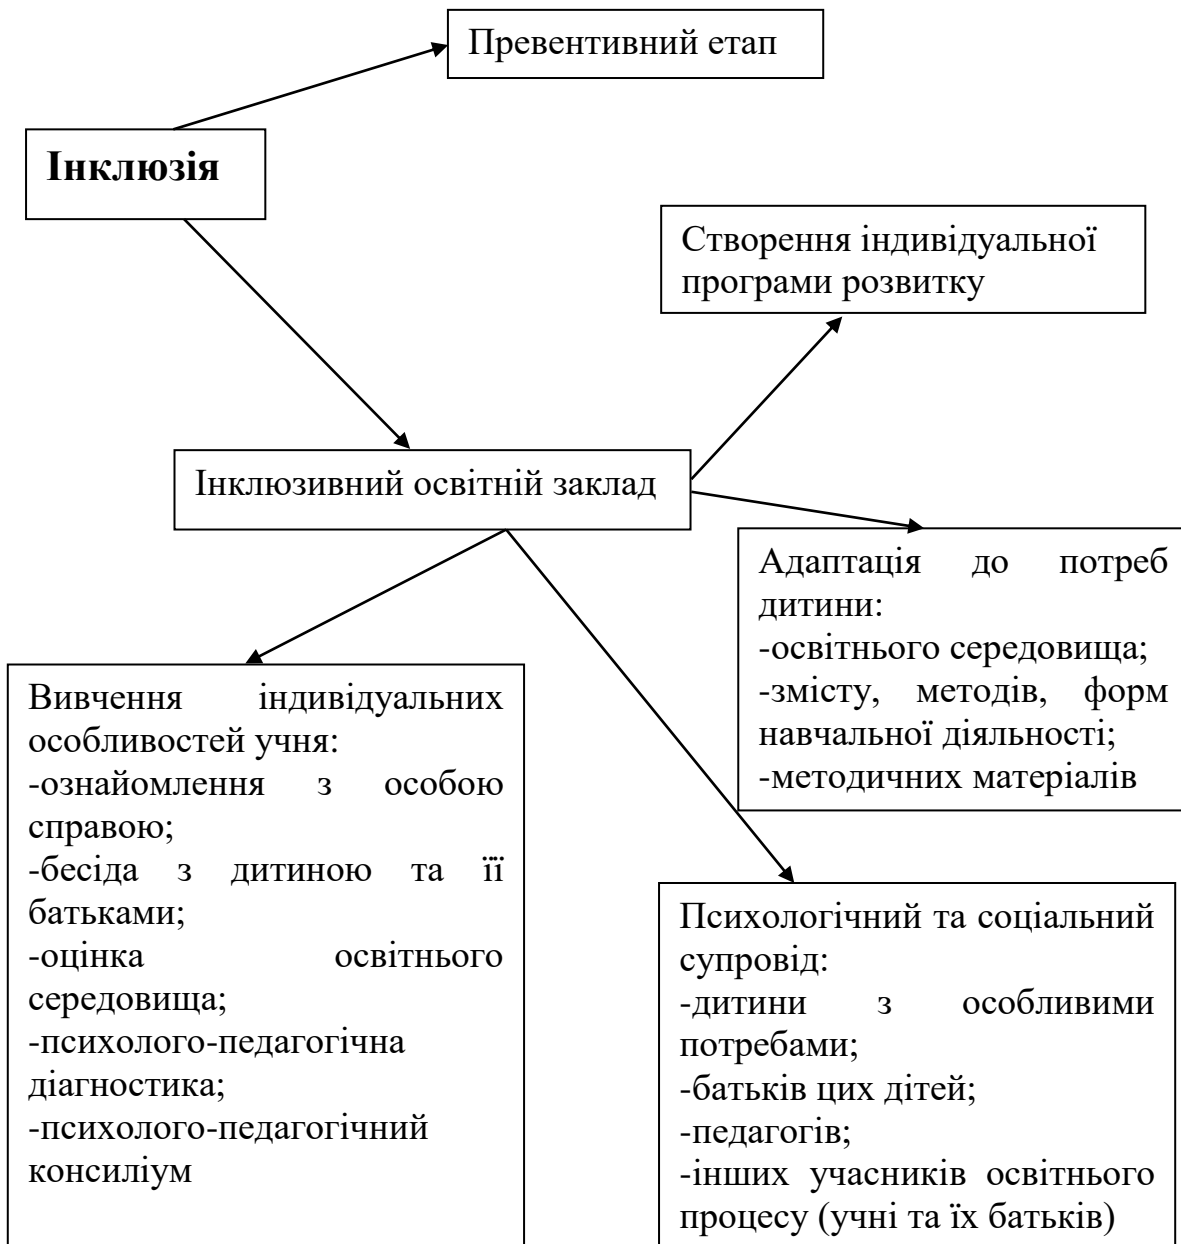 Превентивний етап
Інклюзія
Створення індивідуальної
програми розвитку
Інклюзивний освітній заклад
Адаптація до потреб
дитини:
-освітнього середовища;
-змісту, методів, форм
навчальної діяльності;
-методичних матеріалів
Вивчення індивідуальних
особливостей учня:
-ознайомлення з особою
справою;
-бесіда з дитиною та її
батьками;
-оцінка освітнього
середовища;
-психолого-педагогічна
діагностика;
-психолого-педагогічний
консиліум
Психологічний та соціальний
супровід:
-дитини з особливими
потребами;
-батьків цих дітей;
-педагогів;
-інших учасників освітнього
процесу (учні та їх батьків)